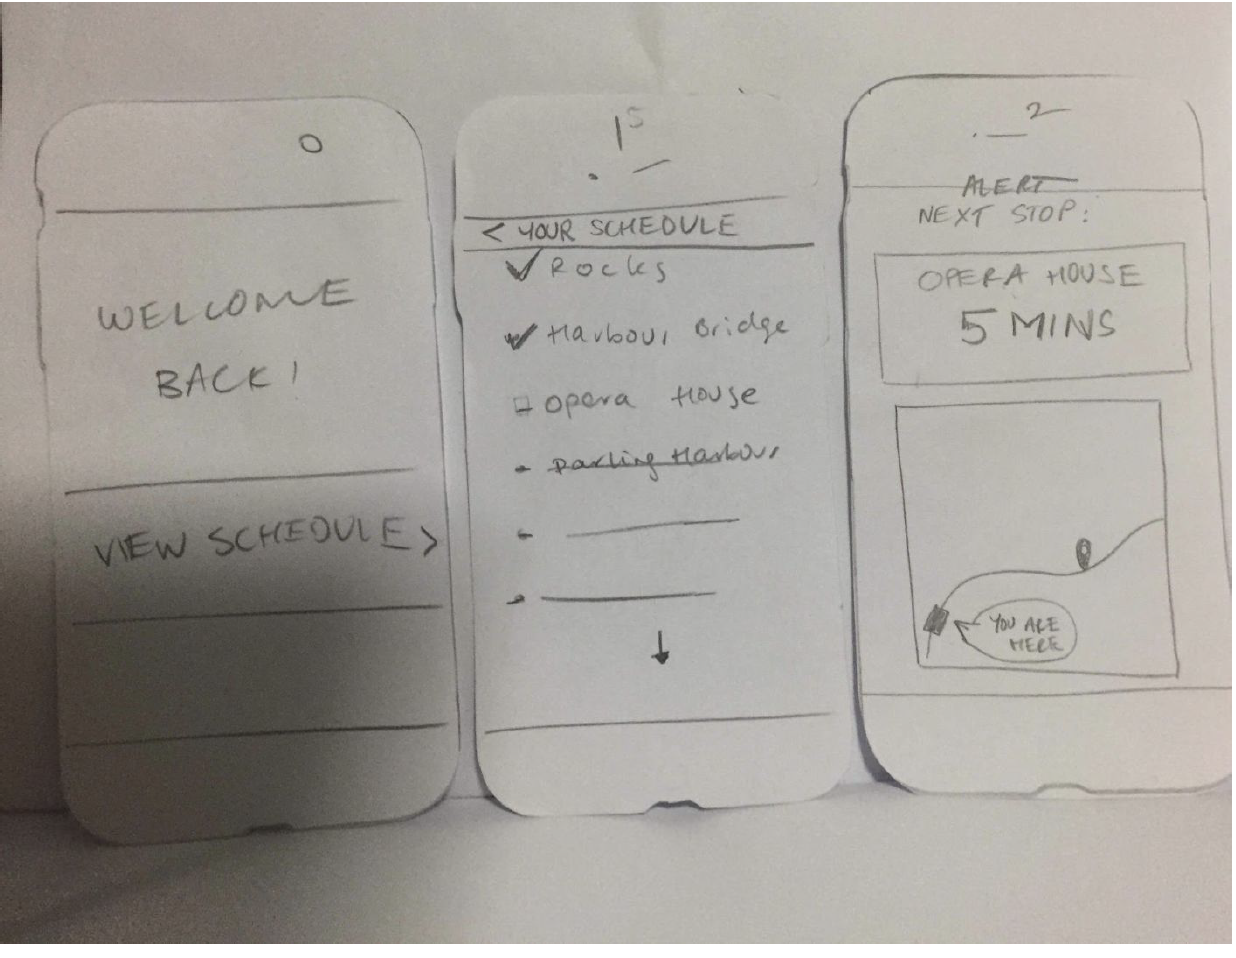 0
WELCOME
BACK!
VIEW SCHEDULE >
1 5
< YOUR SCHEDULE
Rocks
Harbour Bridge
Opera House
Darling Harbour
2
ALERT
NEXT STOP:
OPERA HOUSE
5 MINS
YOU ARE
HERE